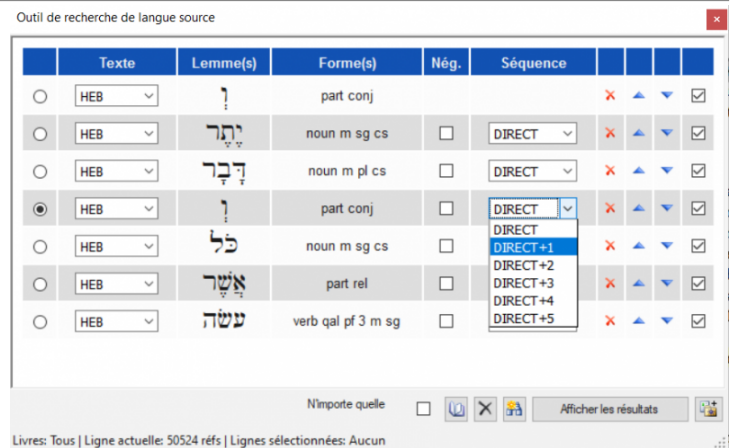 Outil de recherche de langue source
Texte Lemme(s) Forme(s) Nég. Séquence
HEB וְ part conj
HEB יֶתֶר noun m sg cs DIRECT
HEB דָּבָר noun m pl cs DIRECT
HEB וְ part conj DIRECT
DIRECT
HEB כֹּל noun m sg cs DIRECT+1
DIRECT+2
HEB אֲשֶׁר part rel DIRECT+3
DIRECT+4
HEB עשׂה verb qal pf 3 m sg DIRECT+5
N'importe quelle Afficher les résultats
Livres: Tous | Ligne actuelle: 50524 réfs | Lignes sélectionnées: Aucun